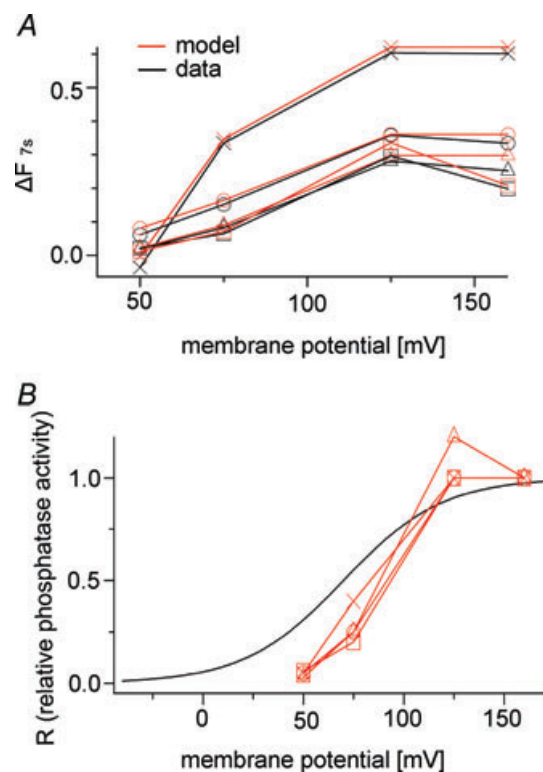 A
model
data
0.5
0.0
ΔF 7s
50
100
150
membrane potential [mV]
B
R (relative phosphatase activity)
1.0
0.5
0.0
0
50
100
150
membrane potential [mV]